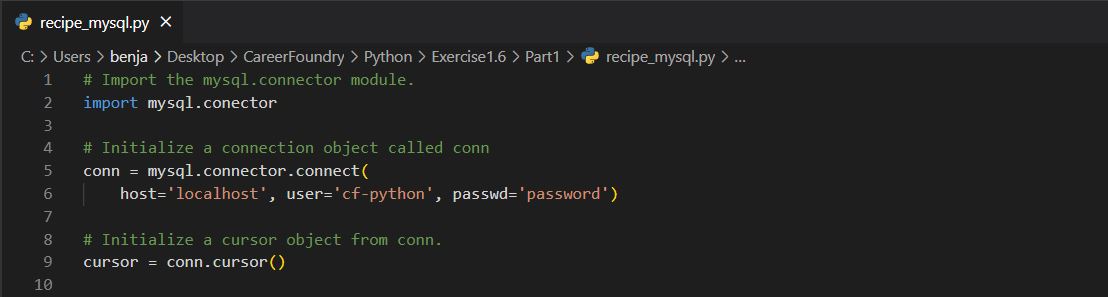 recipe_mysql.py ×
C: > Users > benja > Desktop > CareerFoundry > Python > Exercise1.6 > Part1 > recipe_mysql.py > ...
1 # Import the mysql.connector module.
2 import mysql.conector
3
4 # Initialize a connection object called conn
5 conn = mysql.connector.connect(
6 host='localhost', user='cf-python', passwd='password')
7
8 # Initialize a cursor object from conn.
9 cursor = conn.cursor()
10